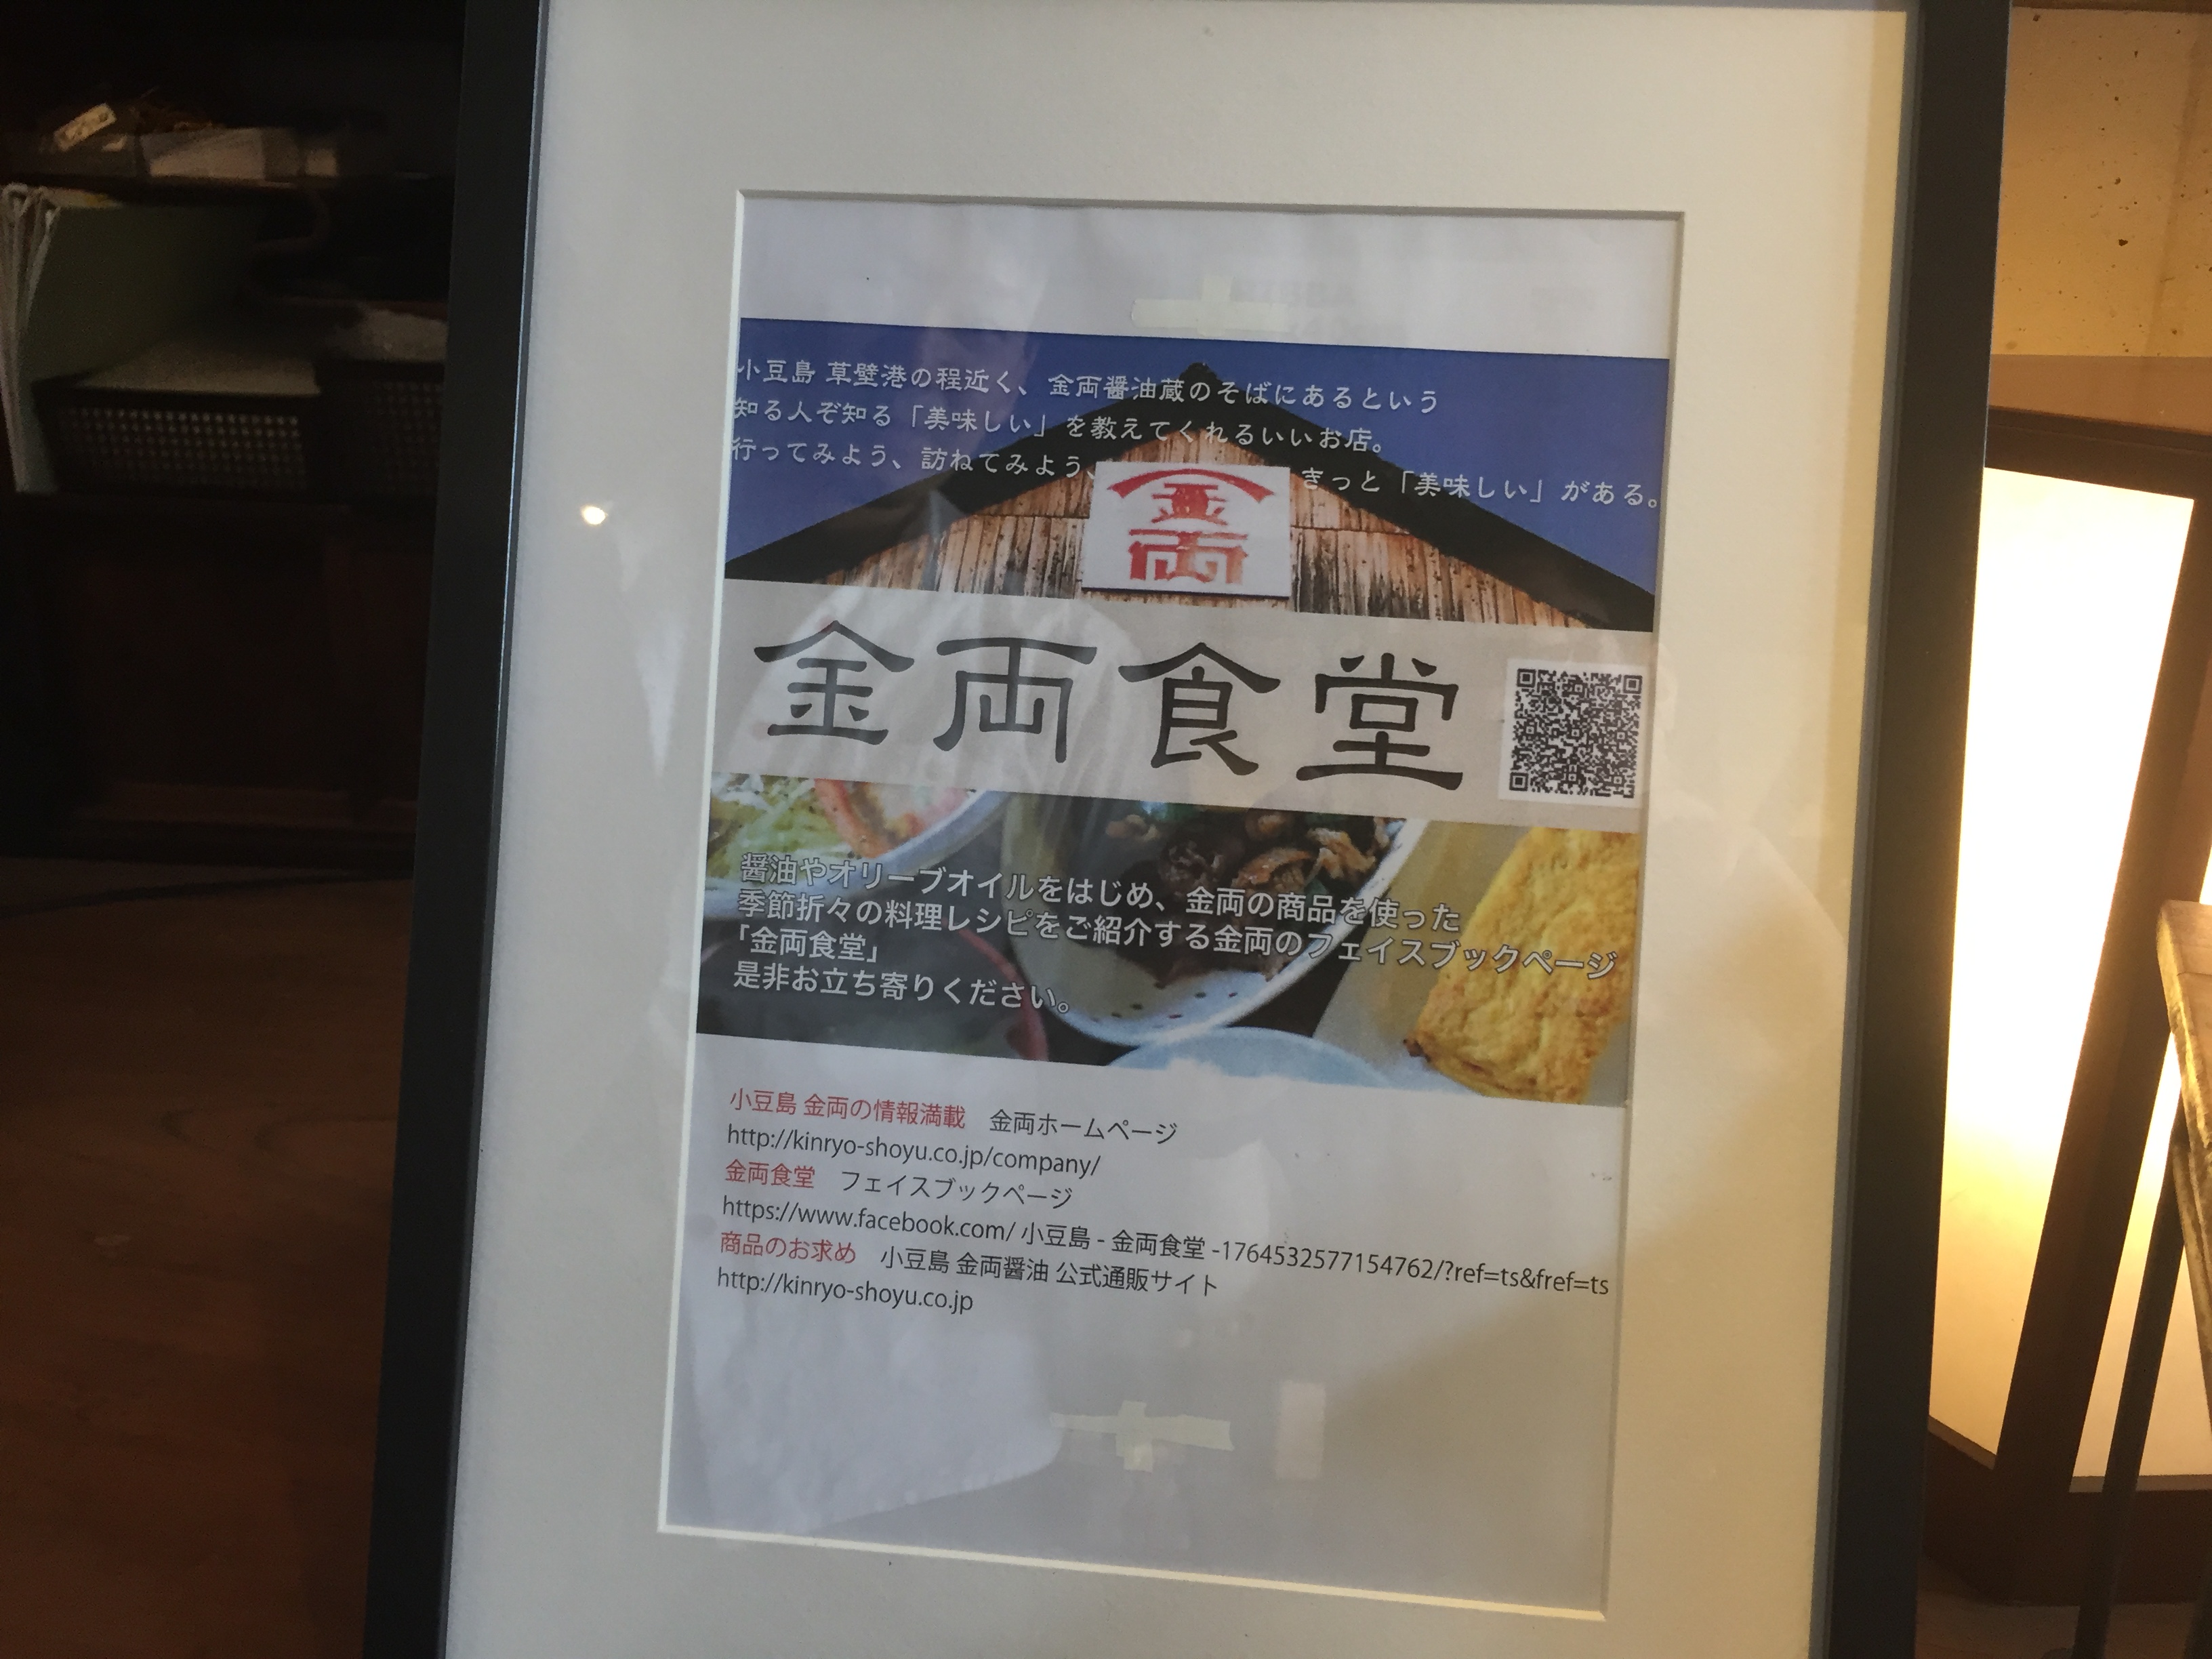 小豆島 草壁港の程近く、金両醤油蔵のそばにあるという
知る人ぞ知る「美味しい」を教えてくれるいいお店。
行ってみよう、訪ねてみよう、きっと「美味しい」がある。
金
両
金両食堂
醤油やオリーブオイルをはじめ、金両の商品を使った
季節折々の料理レシピをご紹介する金両のフェイスブックページ
「金両食堂」
是非お立ち寄りください。
小豆島 金両の情報満載 金両ホームページ
http://kinryo-shoyu.co.jp/company/
金両食堂 フェイスブックページ
https://www.facebook.com/ 小豆島 - 金両食堂 -1764532577154762/?ref=ts&fref=ts
商品のお求め 小豆島 金両醤油 公式通販サイト
http://kinryo-shoyu.co.jp